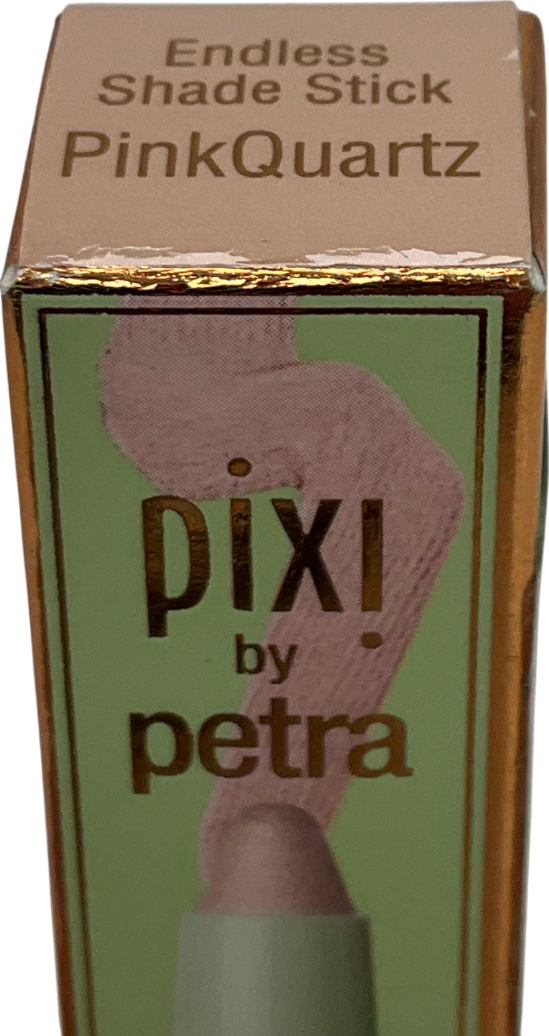 Endless
Shade Stick
PinkQuartz
pixi
by
petra